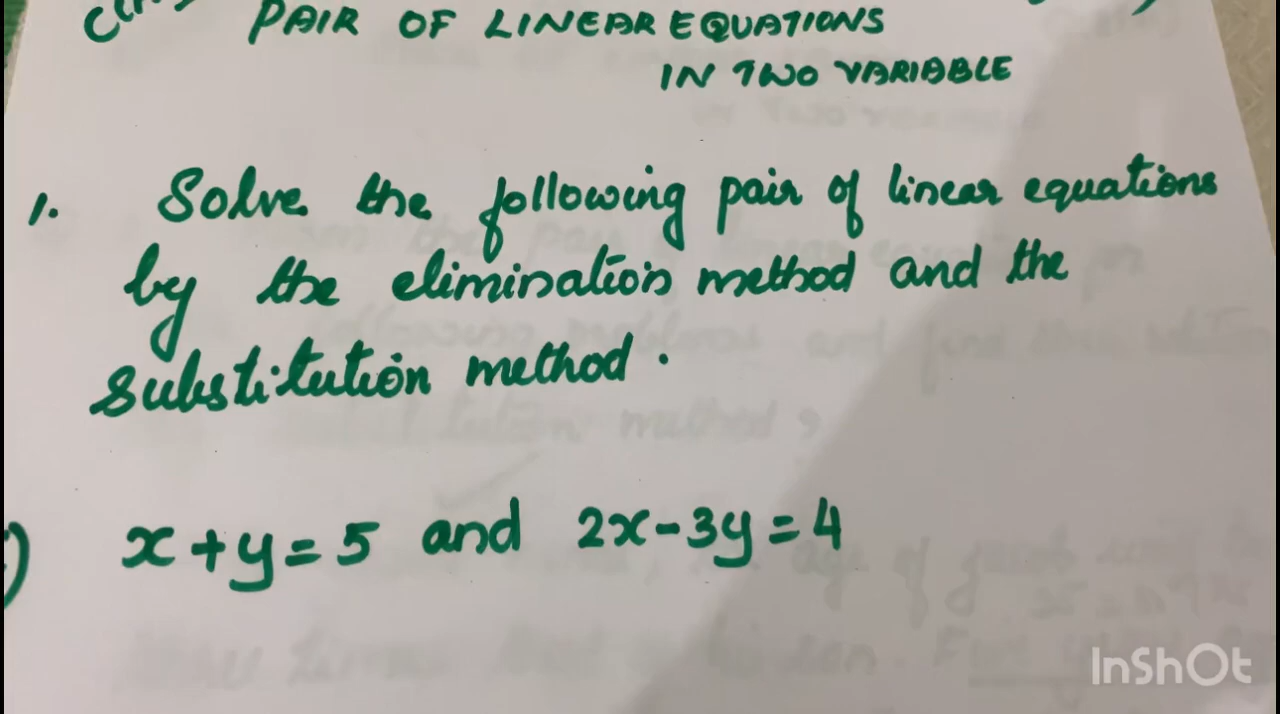 PAIR OF LINEAR EQUATIONS
IN TWO VARIABLE
1. Solve the following pair of linear equations
by the elimination method and the
substitution method.
x+y=5 and 2x-3y=4
InShOt